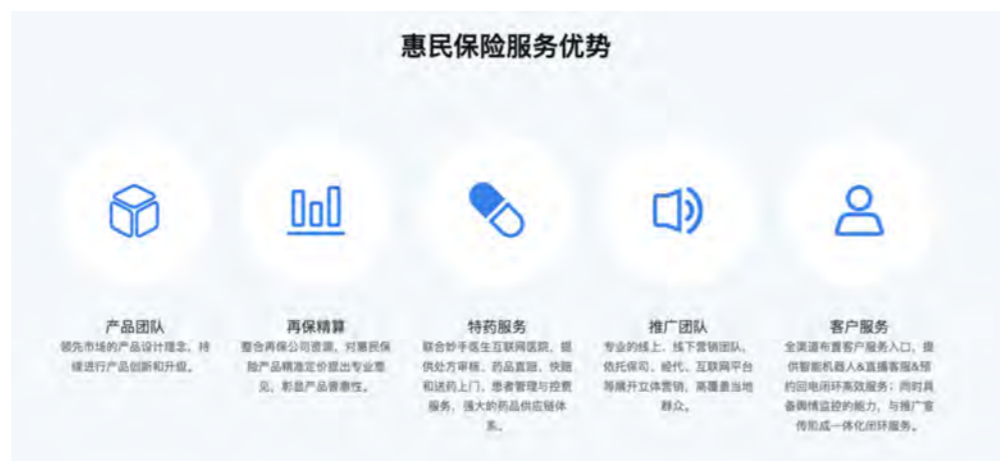 惠民保险服务优势
产品团队
领先市场的产品设计理念，持
续进行产品创新和升级。
再保精算
整合再保公司资源，对惠民保
险产品精准定价提出专业意
见，彰显产品普惠性。
特药服务
联合妙手医生互联网医院，提
供处方审核、药品直赔、快赔
和送药上门、患者管理与控费
服务，强大的药品供应链体
系。
推广团队
专业的线上、线下营销团队，
依托保司、经代、互联网平台
等展开立体营销，高覆盖当地
群众。
客户服务
全渠道布置客户服务入口，提
供智能机器人&直播客服&预
约回电闭环高效服务；同时具
备舆情监控的能力，与推广宣
传形成一体化闭环服务。